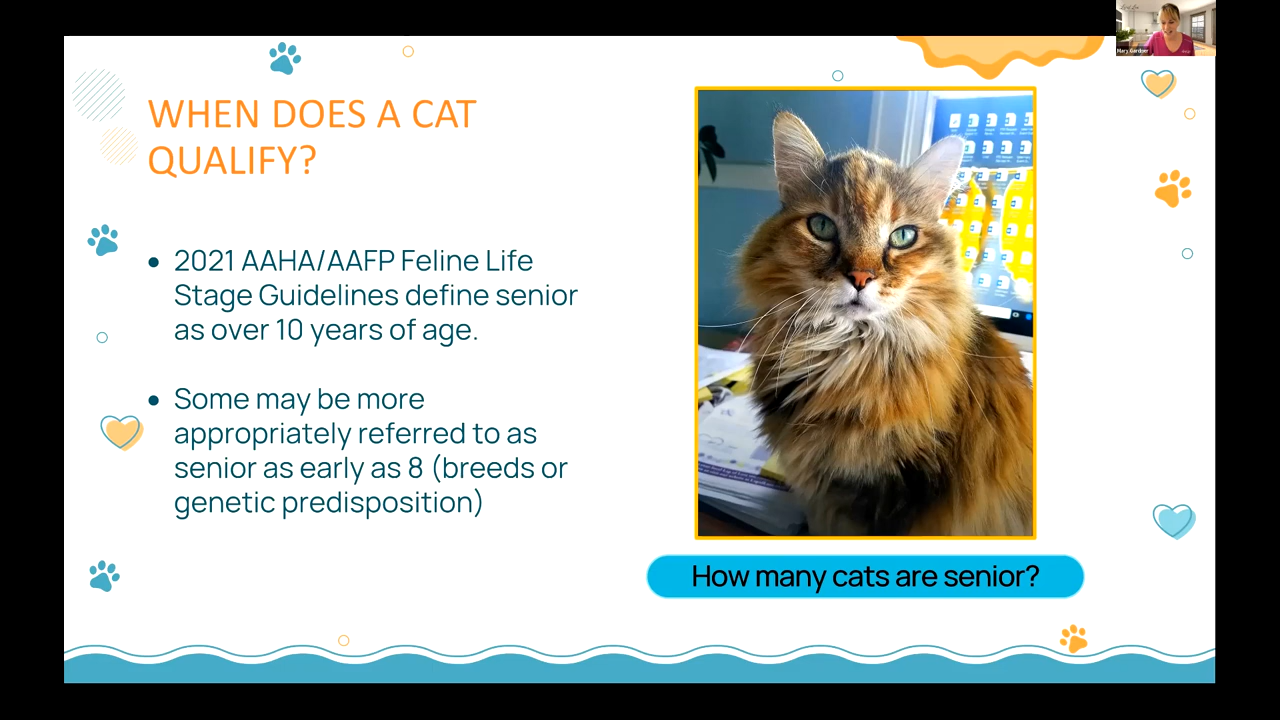 WHEN DOES A CAT
QUALIFY?
• 2021 AAHA/AAFP Feline Life
Stage Guidelines define senior
as over 10 years of age.
• Some may be more
appropriately referred to as
senior as early as 8 (breeds or
genetic predisposition)
How many cats are senior?
Mary Gardner